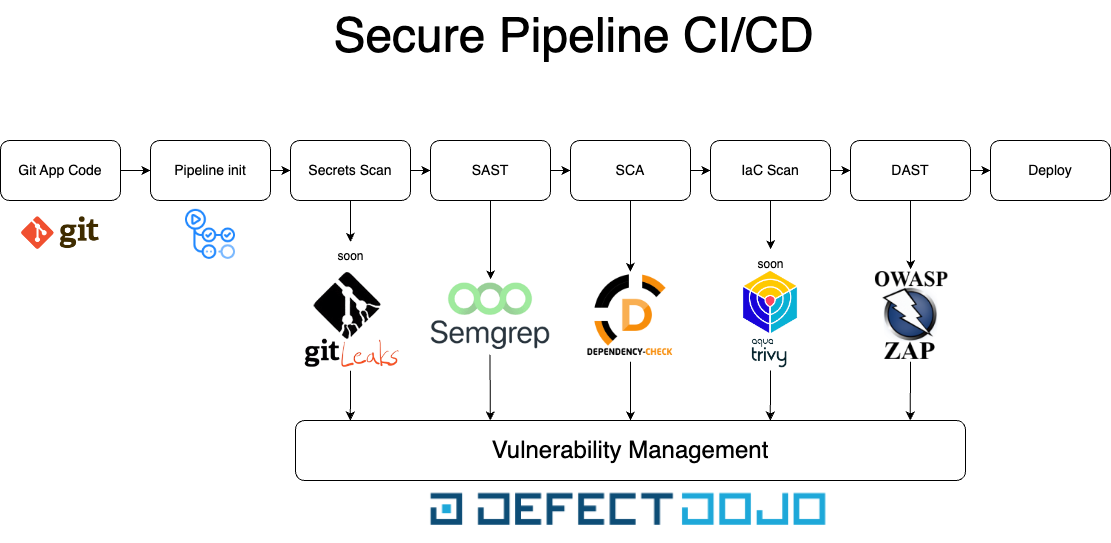 Secure Pipeline CI/CD
Git App Code
Pipeline init
Secrets Scan
SAST
SCA
IaC Scan
DAST
Deploy
git
soon
soon
OWASP
ZAP
Semgrep
D
DEPENDENCY-CHECK
gitLeaks
aqua
trivy
Vulnerability Management
DEFECTDOJO